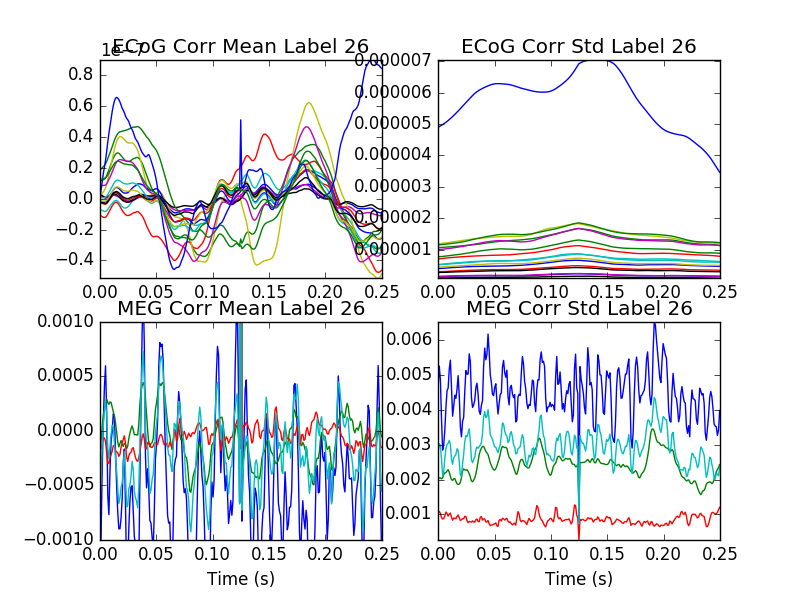 ECoG Corr Mean Label 26
ECoG Corr Std Label 26
1e−7
0.8
0.6
0.4
0.2
0.0
−0.2
−0.4
0.00 0.05 0.10 0.15 0.20 0.25
0.000007
0.000006
0.000005
0.000004
0.000003
0.000002
0.000001
0.00 0.05 0.10 0.15 0.20 0.25
MEG Corr Mean Label 26
MEG Corr Std Label 26
0.0010
0.0005
0.0000
−0.0005
−0.0010
0.00 0.05 0.10 0.15 0.20 0.25
Time (s)
0.006
0.005
0.004
0.003
0.002
0.001
0.00 0.05 0.10 0.15 0.20 0.25
Time (s)